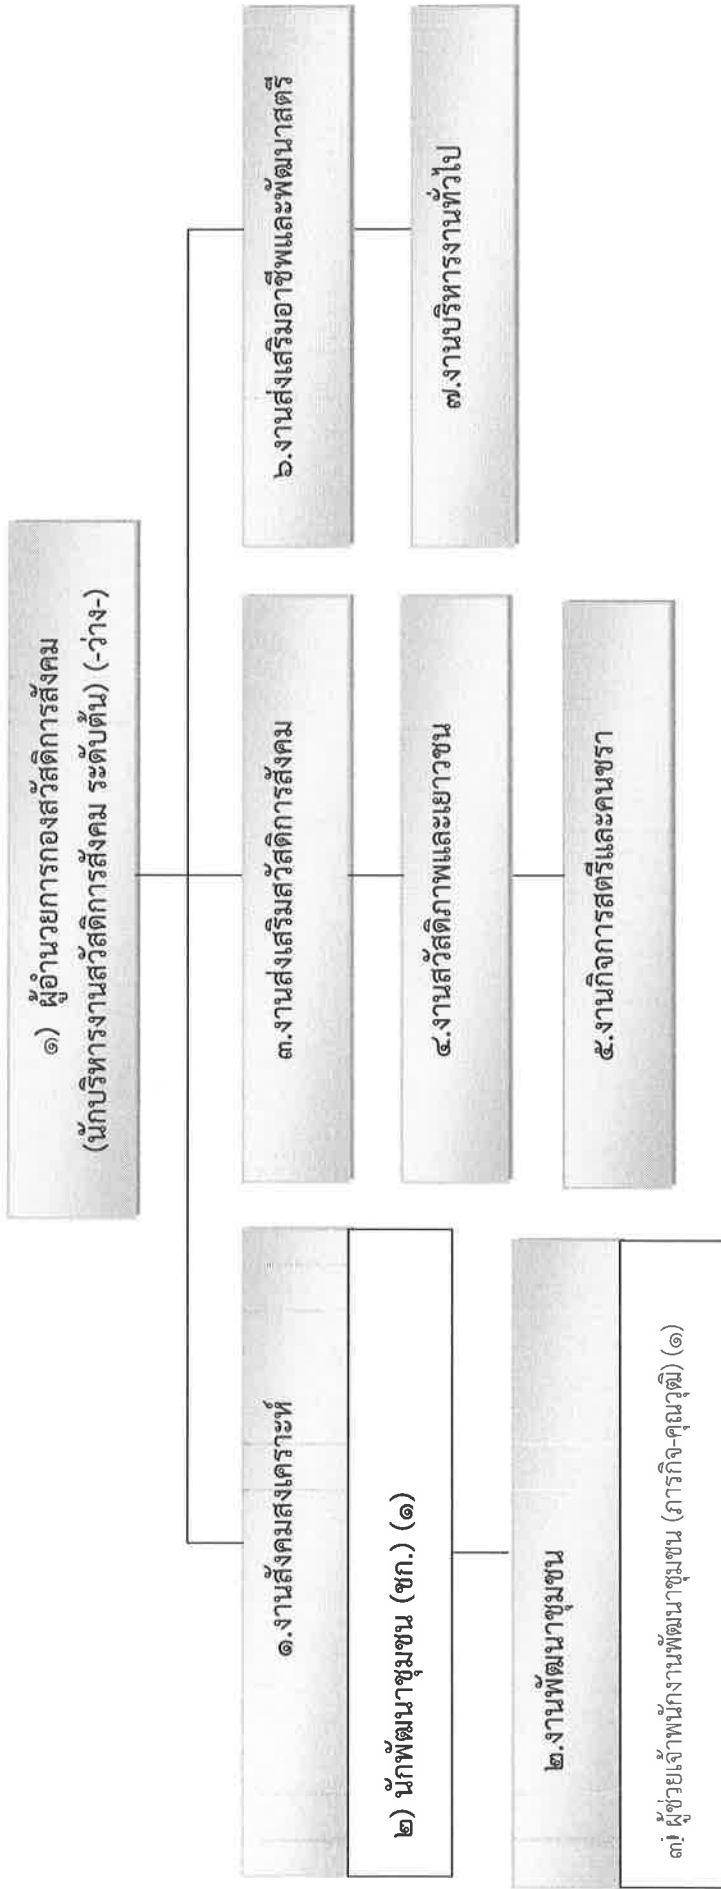 ๑) ผู้อำนวยการกองสวัสดิการสังคม
(นักบริหารงานสวัสดิการสังคม ระดับต้น) (-ว่าง-)
๑.งานสังคมสงเคราะห์
๒) นักพัฒนาชุมชน (ชก.) (๑)
๒.งานพัฒนาชุมชน
๓) ผู้ช่วยเจ้าพนักงานพัฒนาชุมชน (ภารกิจ-คุณวุฒิ) (๑)
๓.งานส่งเสริมสวัสดิการสังคม
๔.งานสวัสดิภาพและเยาวชน
๕.งานกิจการสตรีและคนชรา
๖.งานส่งเสริมอาชีพและพัฒนาสตรี
๗.งานบริหารงานทั่วไป